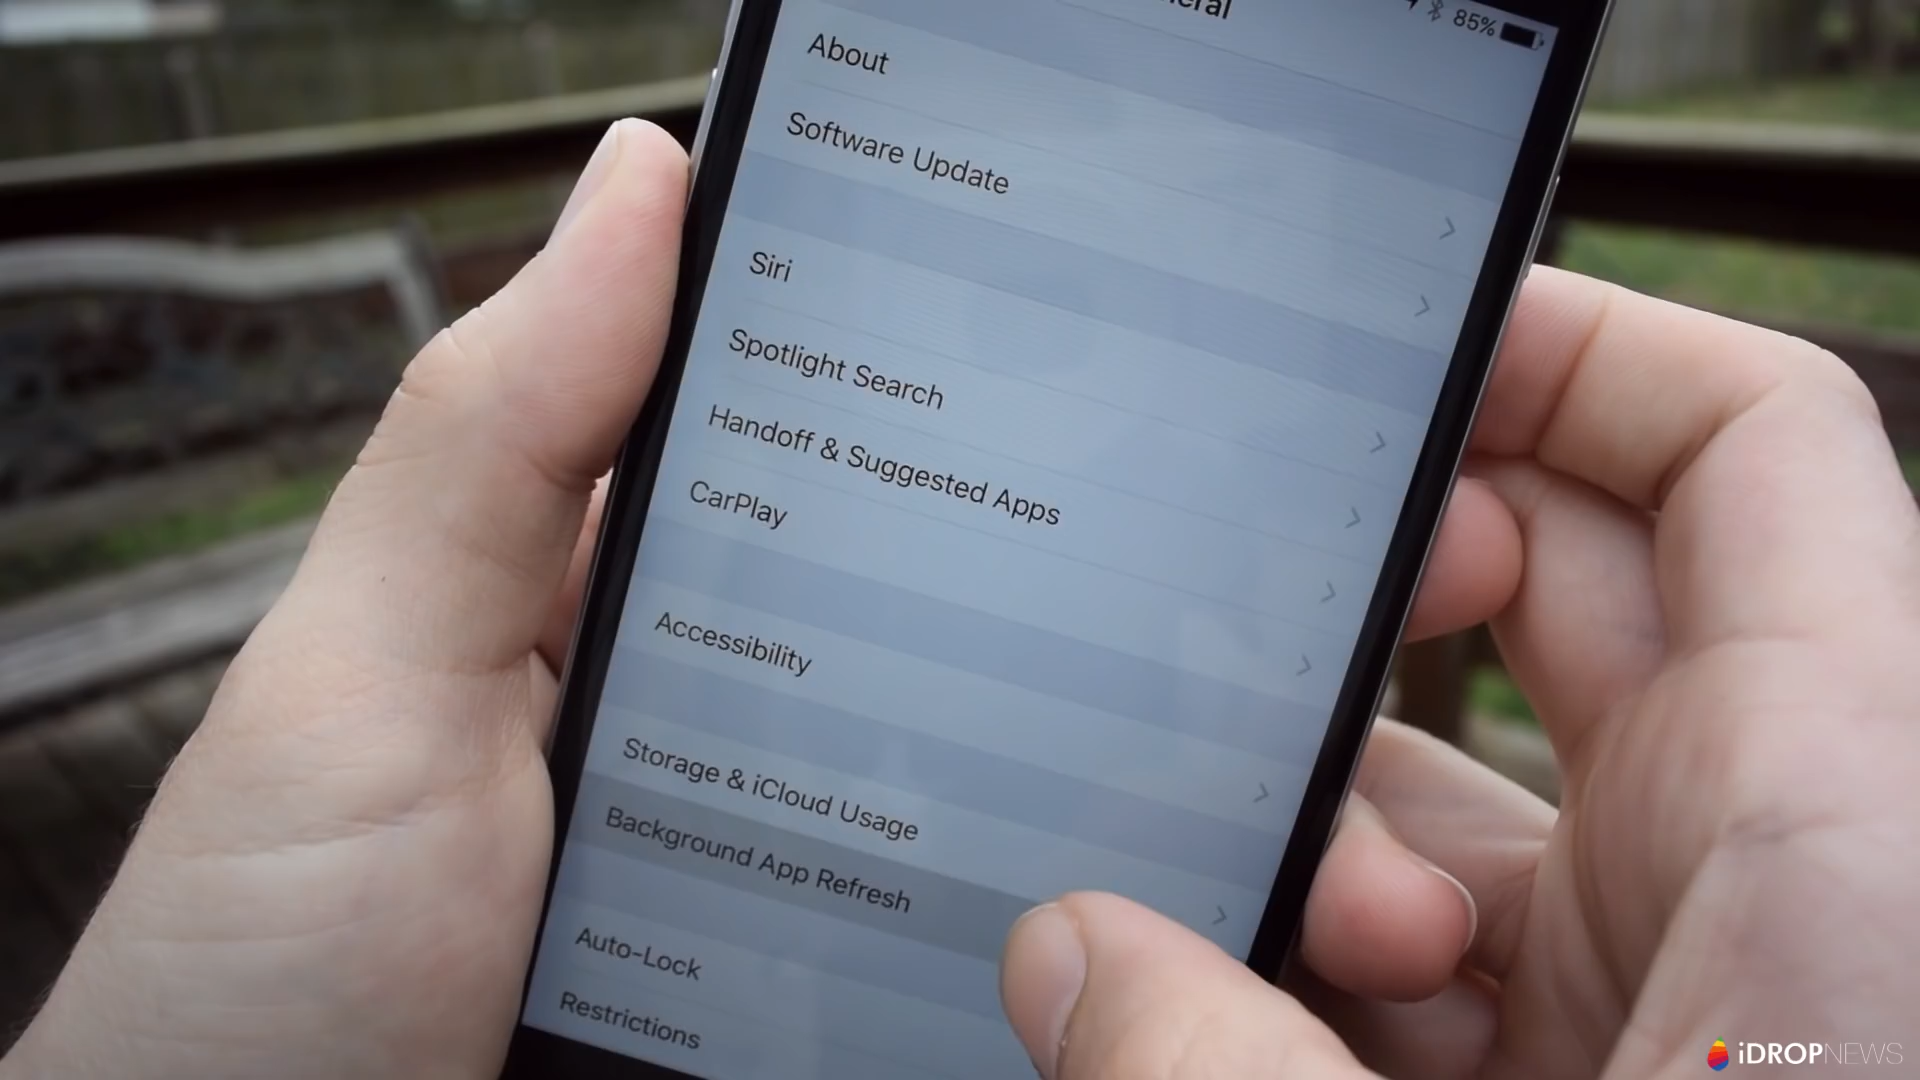 85%
About
Software Update
Siri
Spotlight Search
Handoff & Suggested Apps
CarPlay
Accessibility
Storage & iCloud Usage
Background App Refresh
Auto-Lock
Restrictions
iDROPNEWS